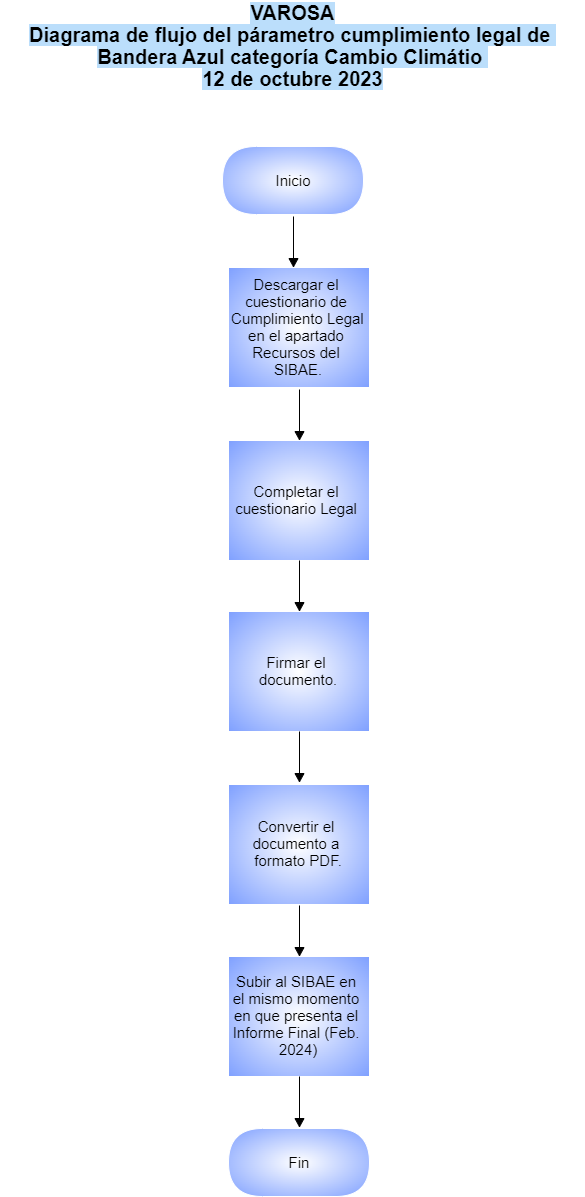 VAROSA
Diagrama de flujo del párametro cumplimiento legal de
Bandera Azul categoría Cambio Climátio
12 de octubre 2023
Inicio
Descargar el
cuestionario de
Cumplimiento Legal
en el apartado
Recursos del
SIBAE.
Completar el
cuestionario Legal
Firmar el
documento.
Convertir el
documento a
formato PDF.
Subir al SIBAE en
el mismo momento
en que presenta el
Informe Final (Feb.
2024)
Fin